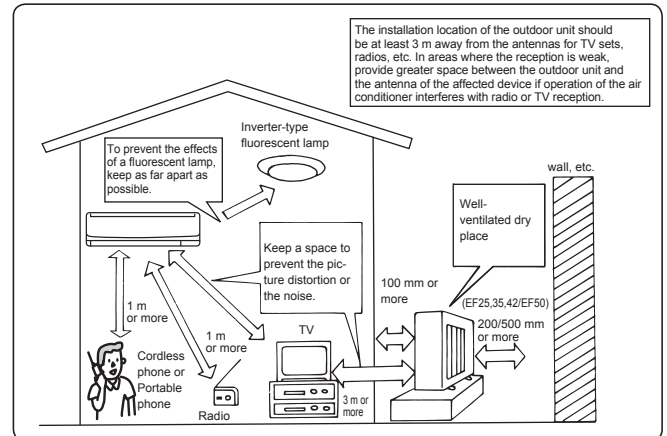 The installation location of the outdoor unit should
be at least 3 m away from the antennas for TV sets,
radios, etc. In areas where the reception is weak,
provide greater space between the outdoor unit and
the antenna of the affected device if operation of the air
conditioner interferes with radio or TV reception.
Inverter-type
fluorescent lamp
To prevent the effects
of a fluorescent lamp,
keep as far apart as
possible.
wall, etc.
Well-
ventilated dry
place
Keep a space to
prevent the pic-
ture distortion or
the noise.
100 mm or
more
(EF25,35,42/EF50)
200/500 mm
or more
1 m
or more
1 m
or more
TV
Cordless
phone or
Portable
phone
Radio
3 m or
more